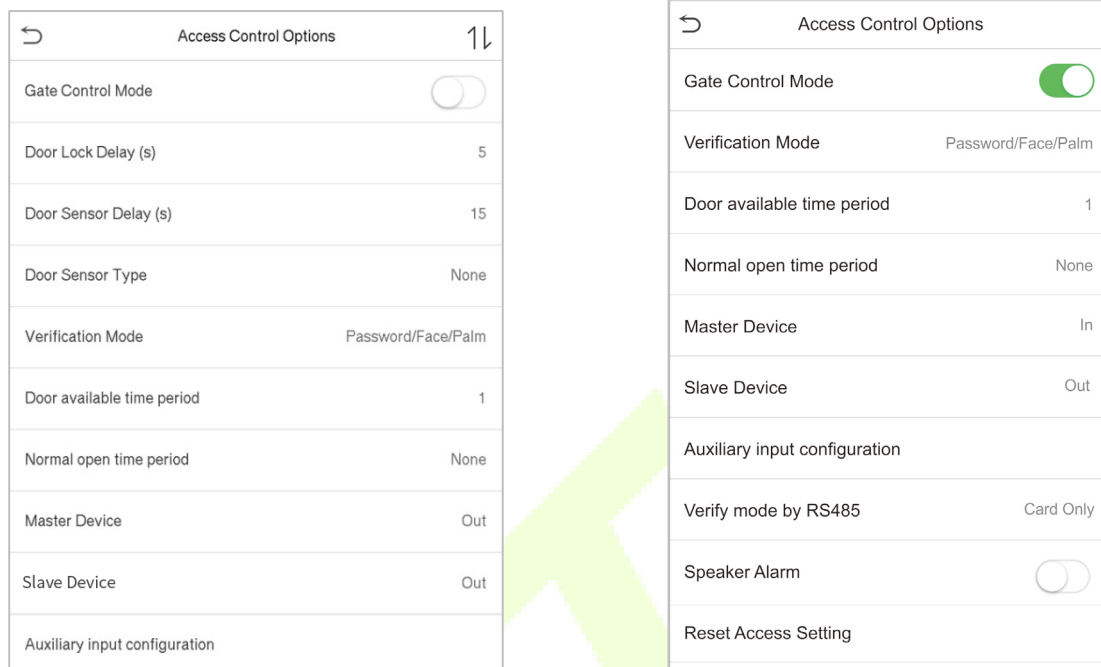 Access Control Options
Gate Control Mode
Door Lock Delay (s) 5
Door Sensor Delay (s) 15
Door Sensor Type None
Verification Mode Password/Face/Palm
Door available time period 1
Normal open time period None
Master Device Out
Slave Device Out
Auxiliary input configuration
Access Control Options
Gate Control Mode
Verification Mode Password/Face/Palm
Door available time period 1
Normal open time period None
Master Device In
Slave Device Out
Auxiliary input configuration
Verify mode by RS485 Card Only
Speaker Alarm
Reset Access Setting